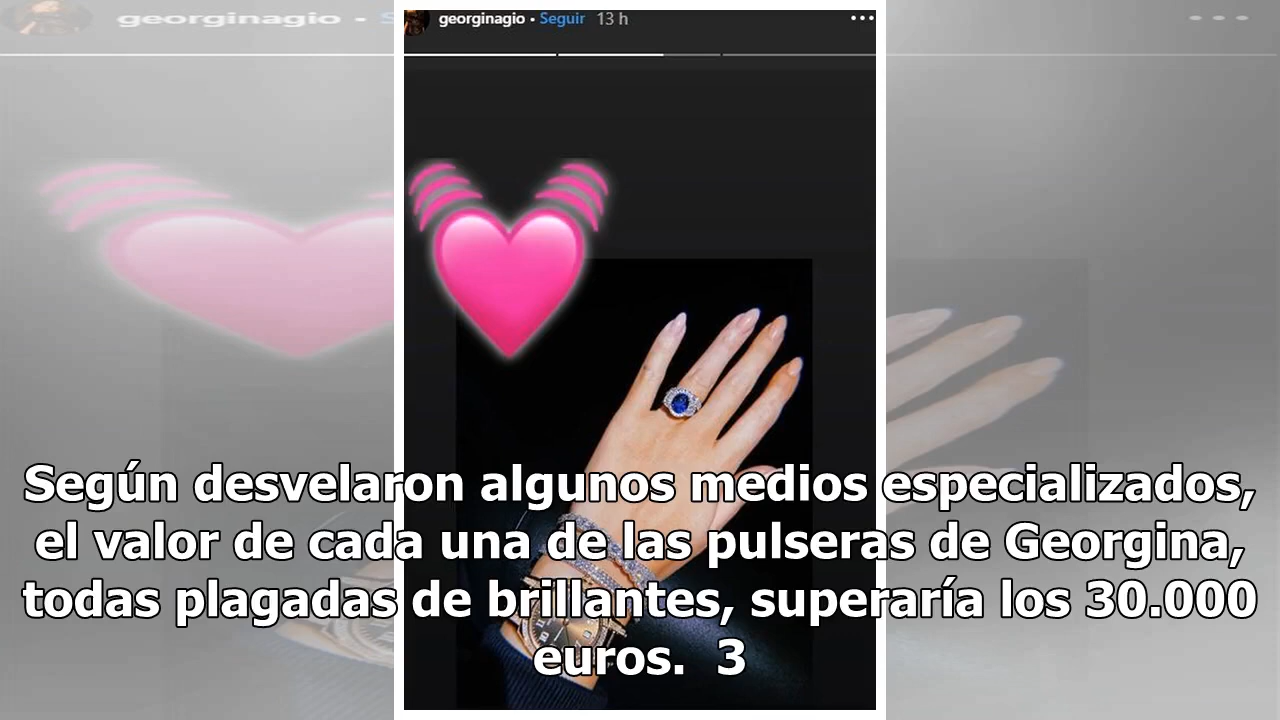 georginagio • S
georginagio • Seguir 13 h
Según desvelaron algunos medios especializados,
el valor de cada una de las pulseras de Georgina,
todas plagadas de brillantes, superaría los 30.000
euros. 3